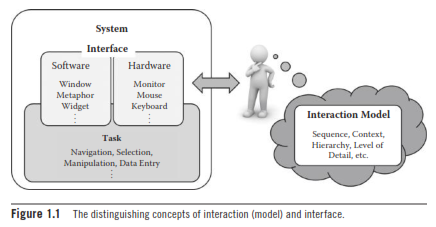 System
Interface
Software
Window
Metaphor
Widget
⋮
Hardware
Monitor
Mouse
Keyboard
⋮
Task
Navigation, Selection,
Manipulation, Data Entry
⋮
Interaction Model
Sequence, Context,
Hierarchy, Level of
Detail, etc.
Figure 1.1 The distinguishing concepts of interaction (model) and interface.